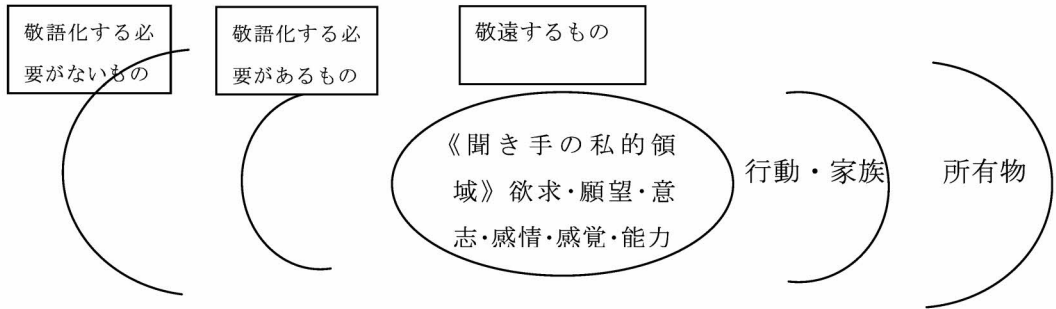 敬語化する必
要がないもの
敬語化する必
要があるもの
敬遠するもの
《聞き手の私的領
域》欲求・願望・意
志・感情・感覚・能力
行動・家族
所有物